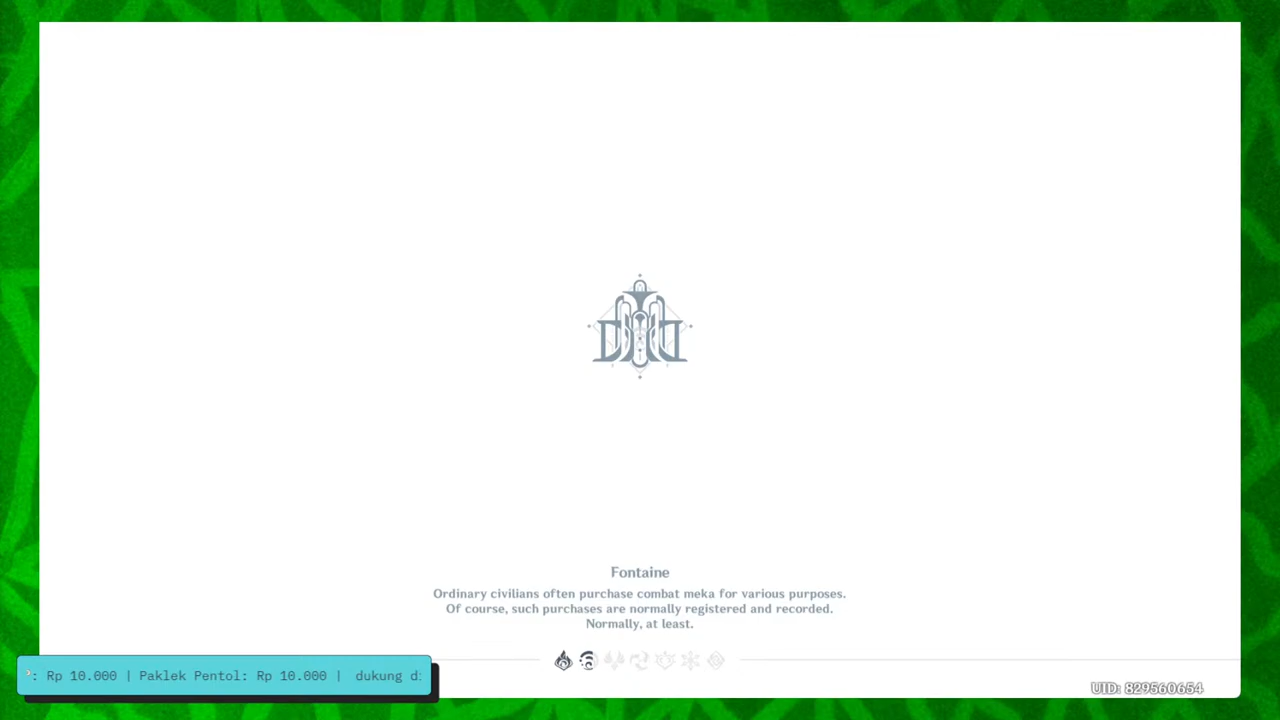 Fontaine
Ordinary civilians often purchase combat meka for various purposes.
Of course, such purchases are normally registered and recorded.
Normally, at least.
: Rp 10.000 | Paklek Pentol: Rp 10.000 | dukung d
UID: 829560654